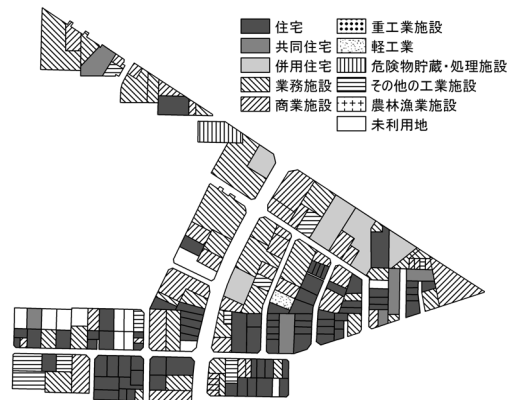 住宅
共同住宅
併用住宅
業務施設
商業施設
重工業施設
軽工業
危険物貯蔵・処理施設
その他の工業施設
農林漁業施設
未利用地